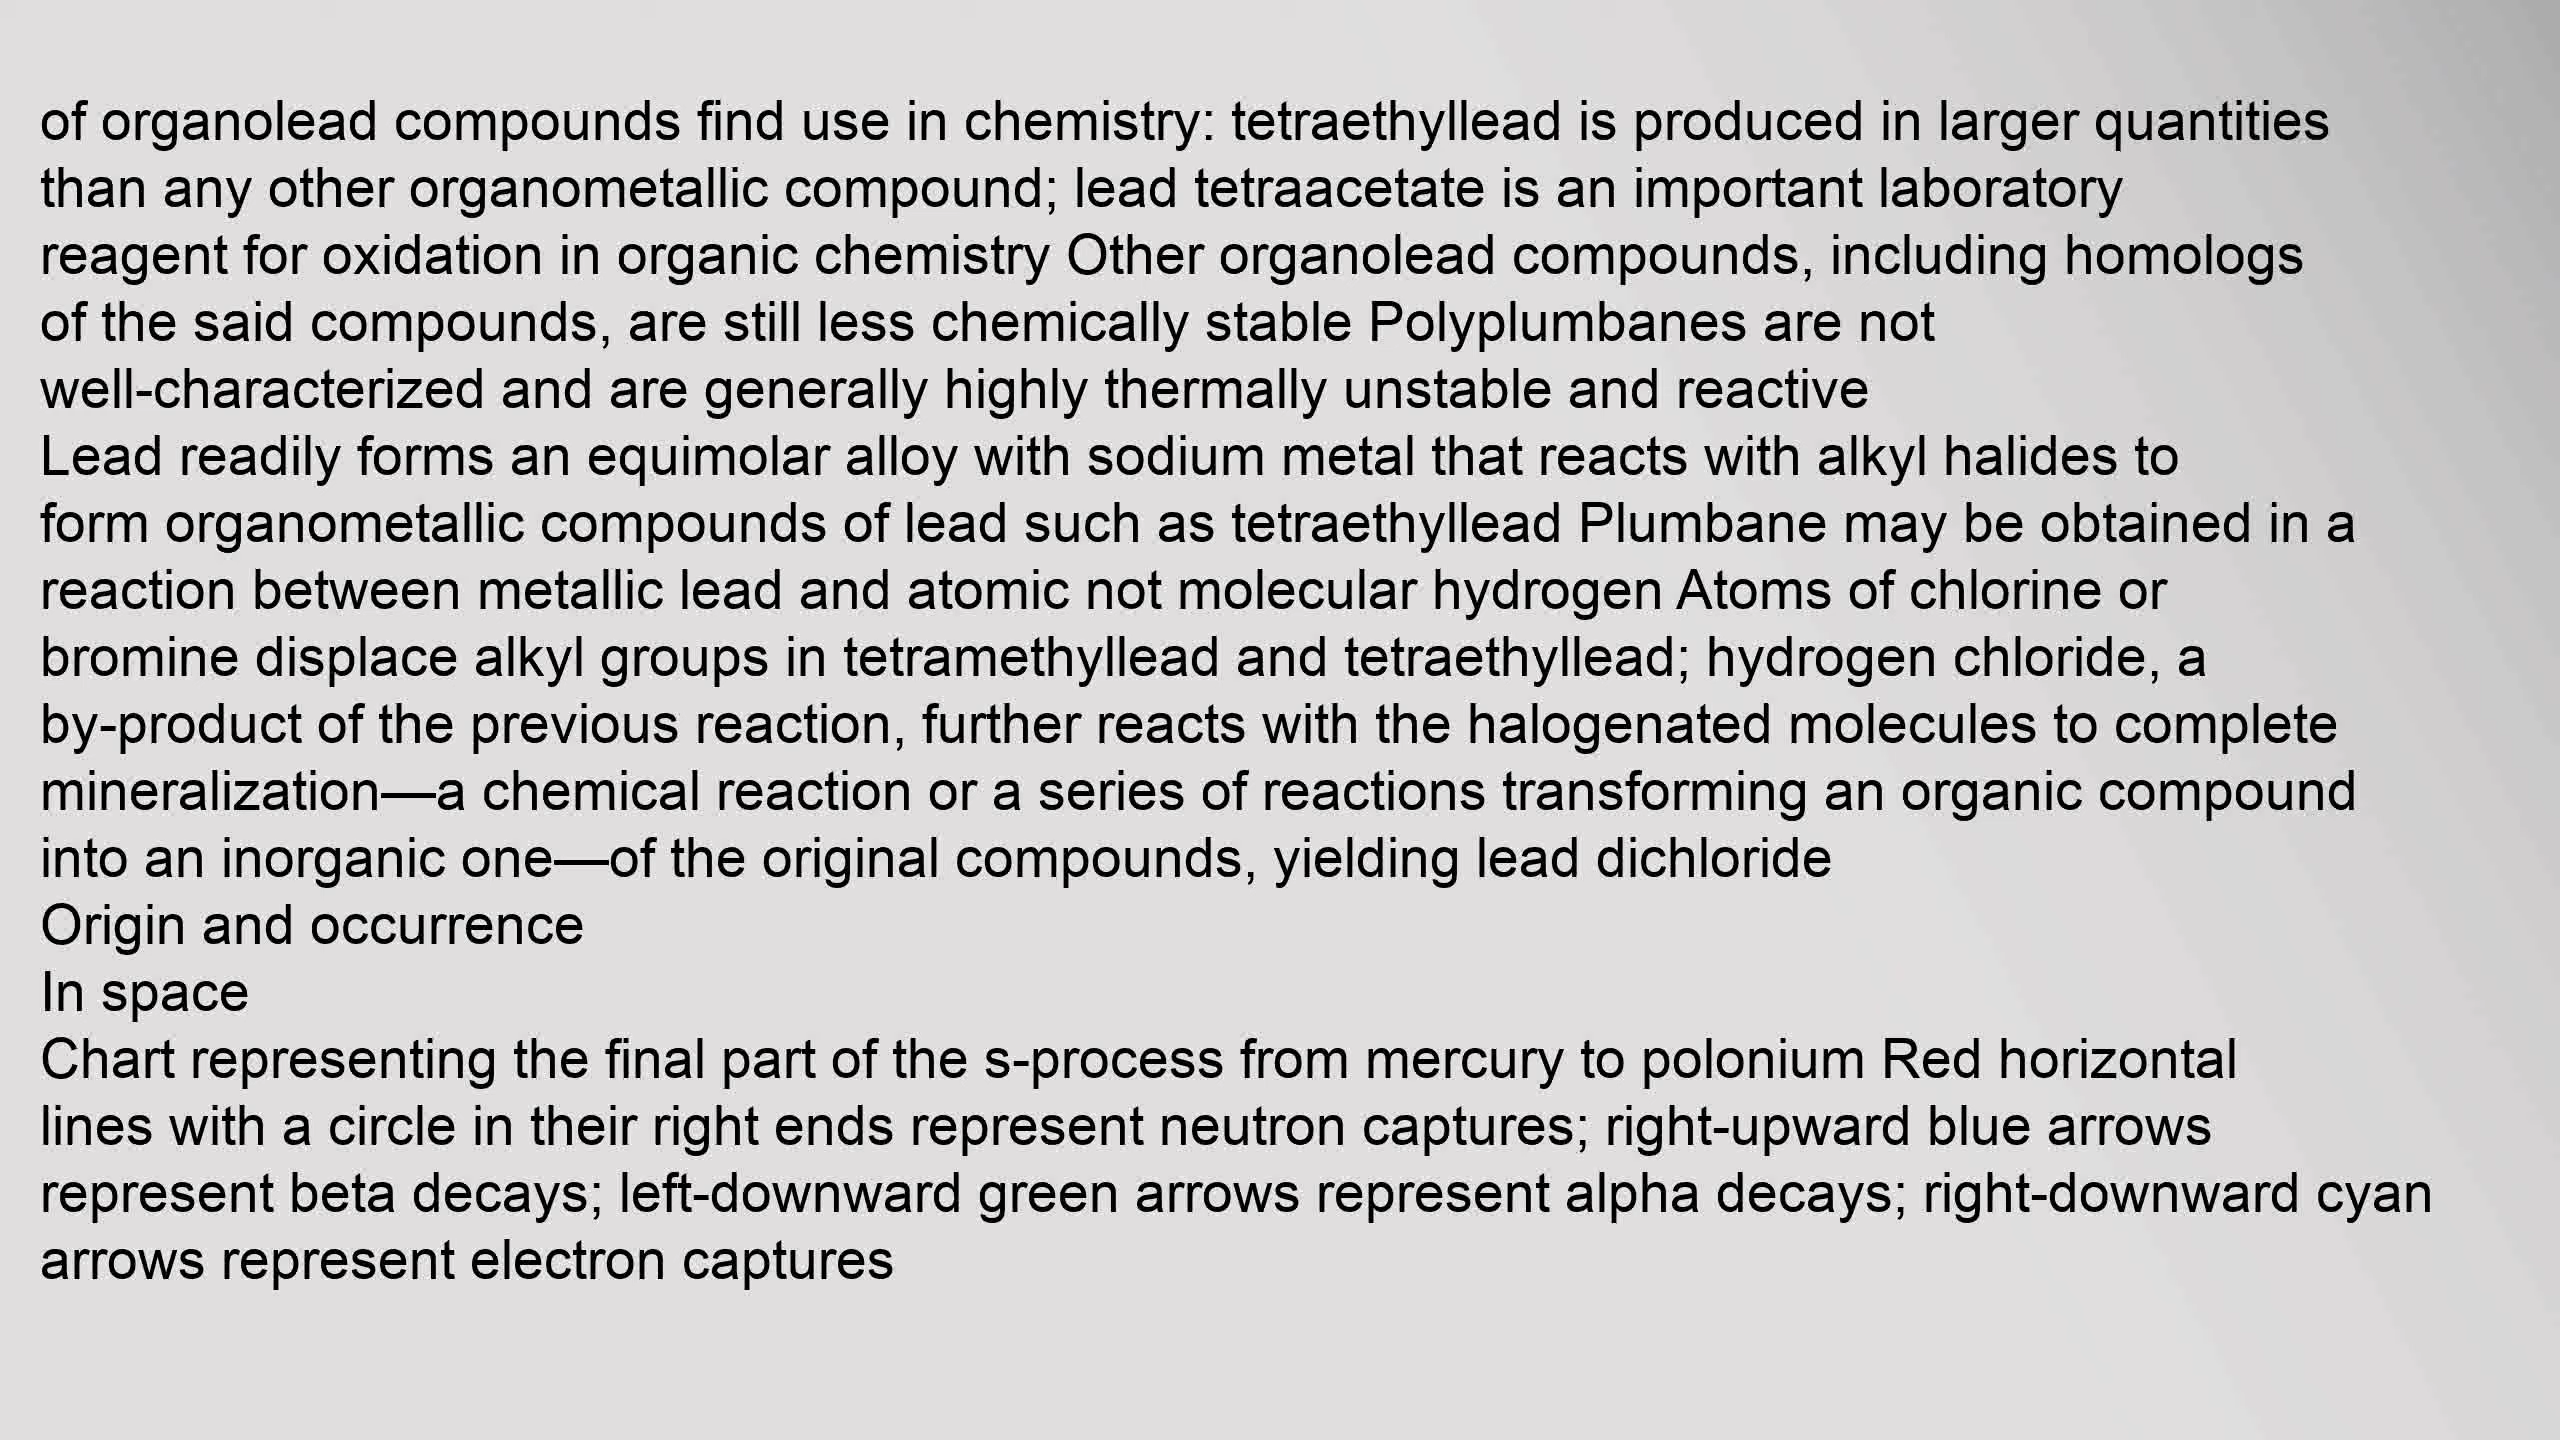 of organolead compounds find use in chemistry: tetraethyllead is produced in larger quantities
than any other organometallic compound; lead tetraacetate is an important laboratory
reagent for oxidation in organic chemistry Other organolead compounds, including homologs
of the said compounds, are still less chemically stable Polyplumbanes are not
well-characterized and are generally highly thermally unstable and reactive
Lead readily forms an equimolar alloy with sodium metal that reacts with alkyl halides to
form organometallic compounds of lead such as tetraethyllead Plumbane may be obtained in a
reaction between metallic lead and atomic not molecular hydrogen Atoms of chlorine or
bromine displace alkyl groups in tetramethyllead and tetraethyllead; hydrogen chloride, a
by-product of the previous reaction, further reacts with the halogenated molecules to complete
mineralization—a chemical reaction or a series of reactions transforming an organic compound
into an inorganic one—of the original compounds, yielding lead dichloride
Origin and occurrence
In space
Chart representing the final part of the s-process from mercury to polonium Red horizontal
lines with a circle in their right ends represent neutron captures; right-upward blue arrows
represent beta decays; left-downward green arrows represent alpha decays; right-downward cyan
arrows represent electron captures